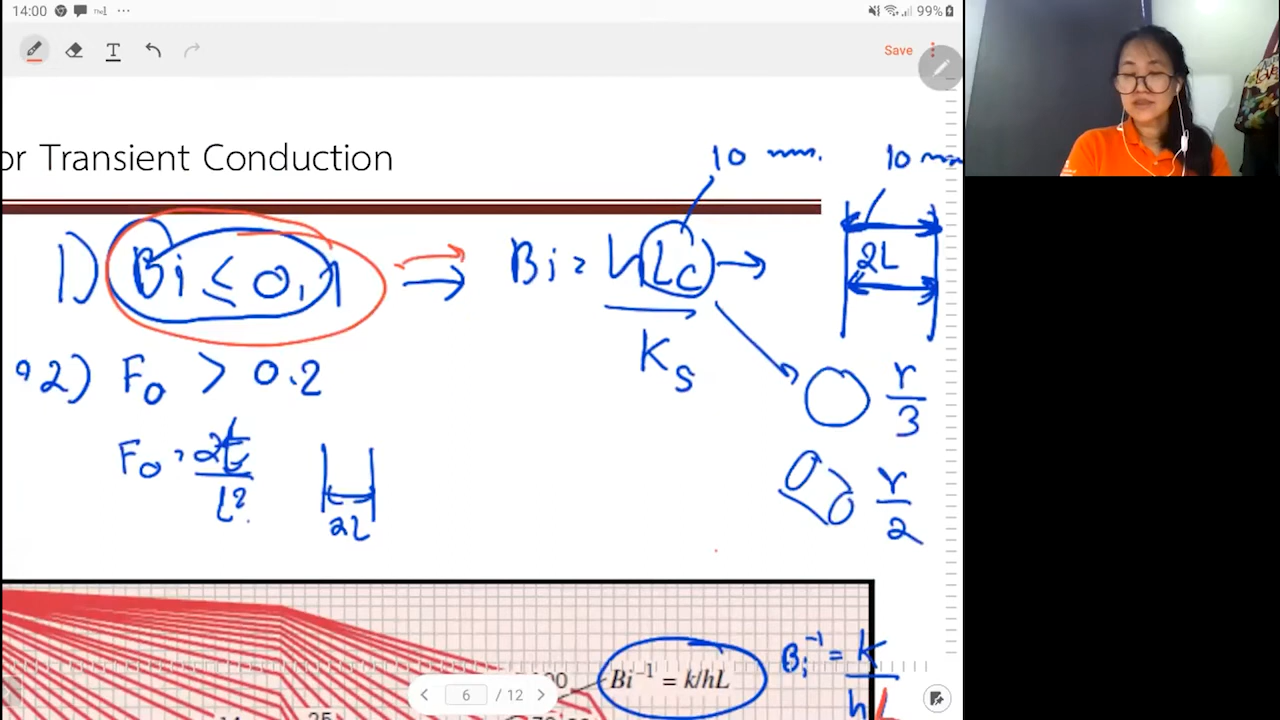 14:00 99%
T Save
or Transient Conduction
10 mm. 10 mm
1) Bi ≤ 0.1 ⇒ Bi = hLc → 2L
Ks
2) Fo > 0.2
r
3
Fo = αt
L²
2L
r
2
Bi⁻¹ = k/hL
Bi⁻¹ = k
hL
6 / 12
25